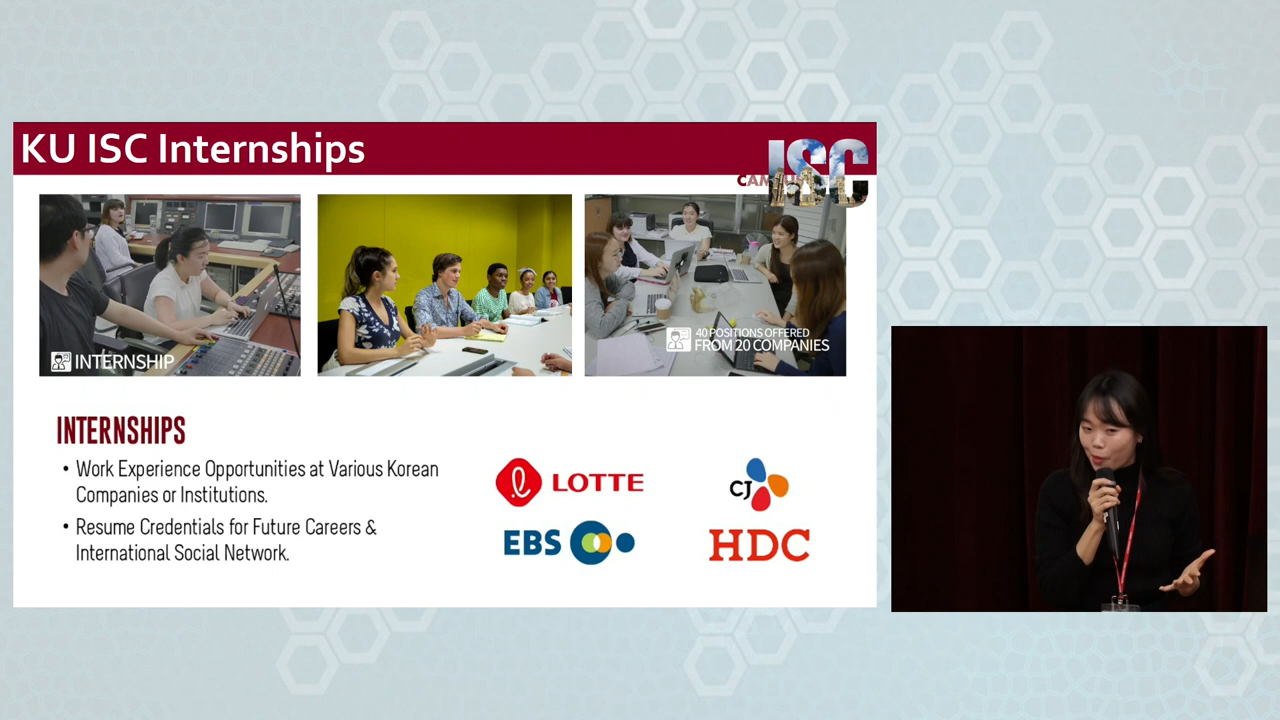 KU ISC Internships
ISC
INTERNSHIP
40 POSITIONS OFFERED
FROM 20 COMPANIES
INTERNSHIPS
• Work Experience Opportunities at Various Korean
Companies or Institutions.
• Resume Credentials for Future Careers &
International Social Network.
LOTTE
CJ
EBS
HDC